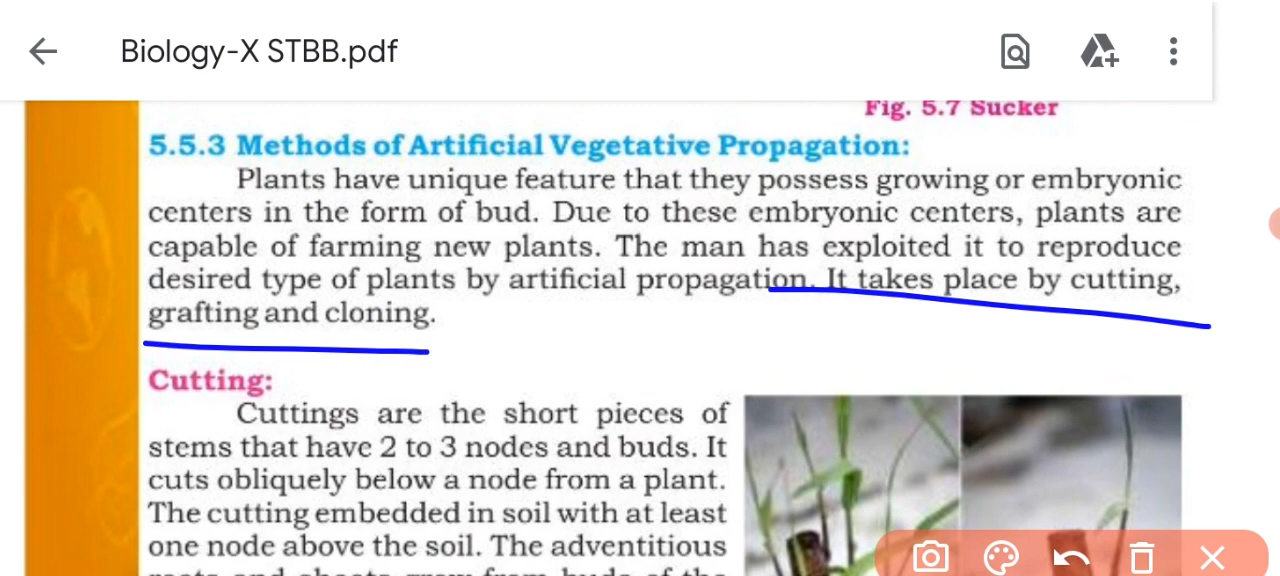 Biology-X STBB.pdf
Fig. 5.7 Sucker
5.5.3 Methods of Artificial Vegetative Propagation:
Plants have unique feature that they possess growing or embryonic
centers in the form of bud. Due to these embryonic centers, plants are
capable of farming new plants. The man has exploited it to reproduce
desired type of plants by artificial propagation. It takes place by cutting,
grafting and cloning.
Cutting:
Cuttings are the short pieces of
stems that have 2 to 3 nodes and buds. It
cuts obliquely below a node from a plant.
The cutting embedded in soil with at least
one node above the soil. The adventitious